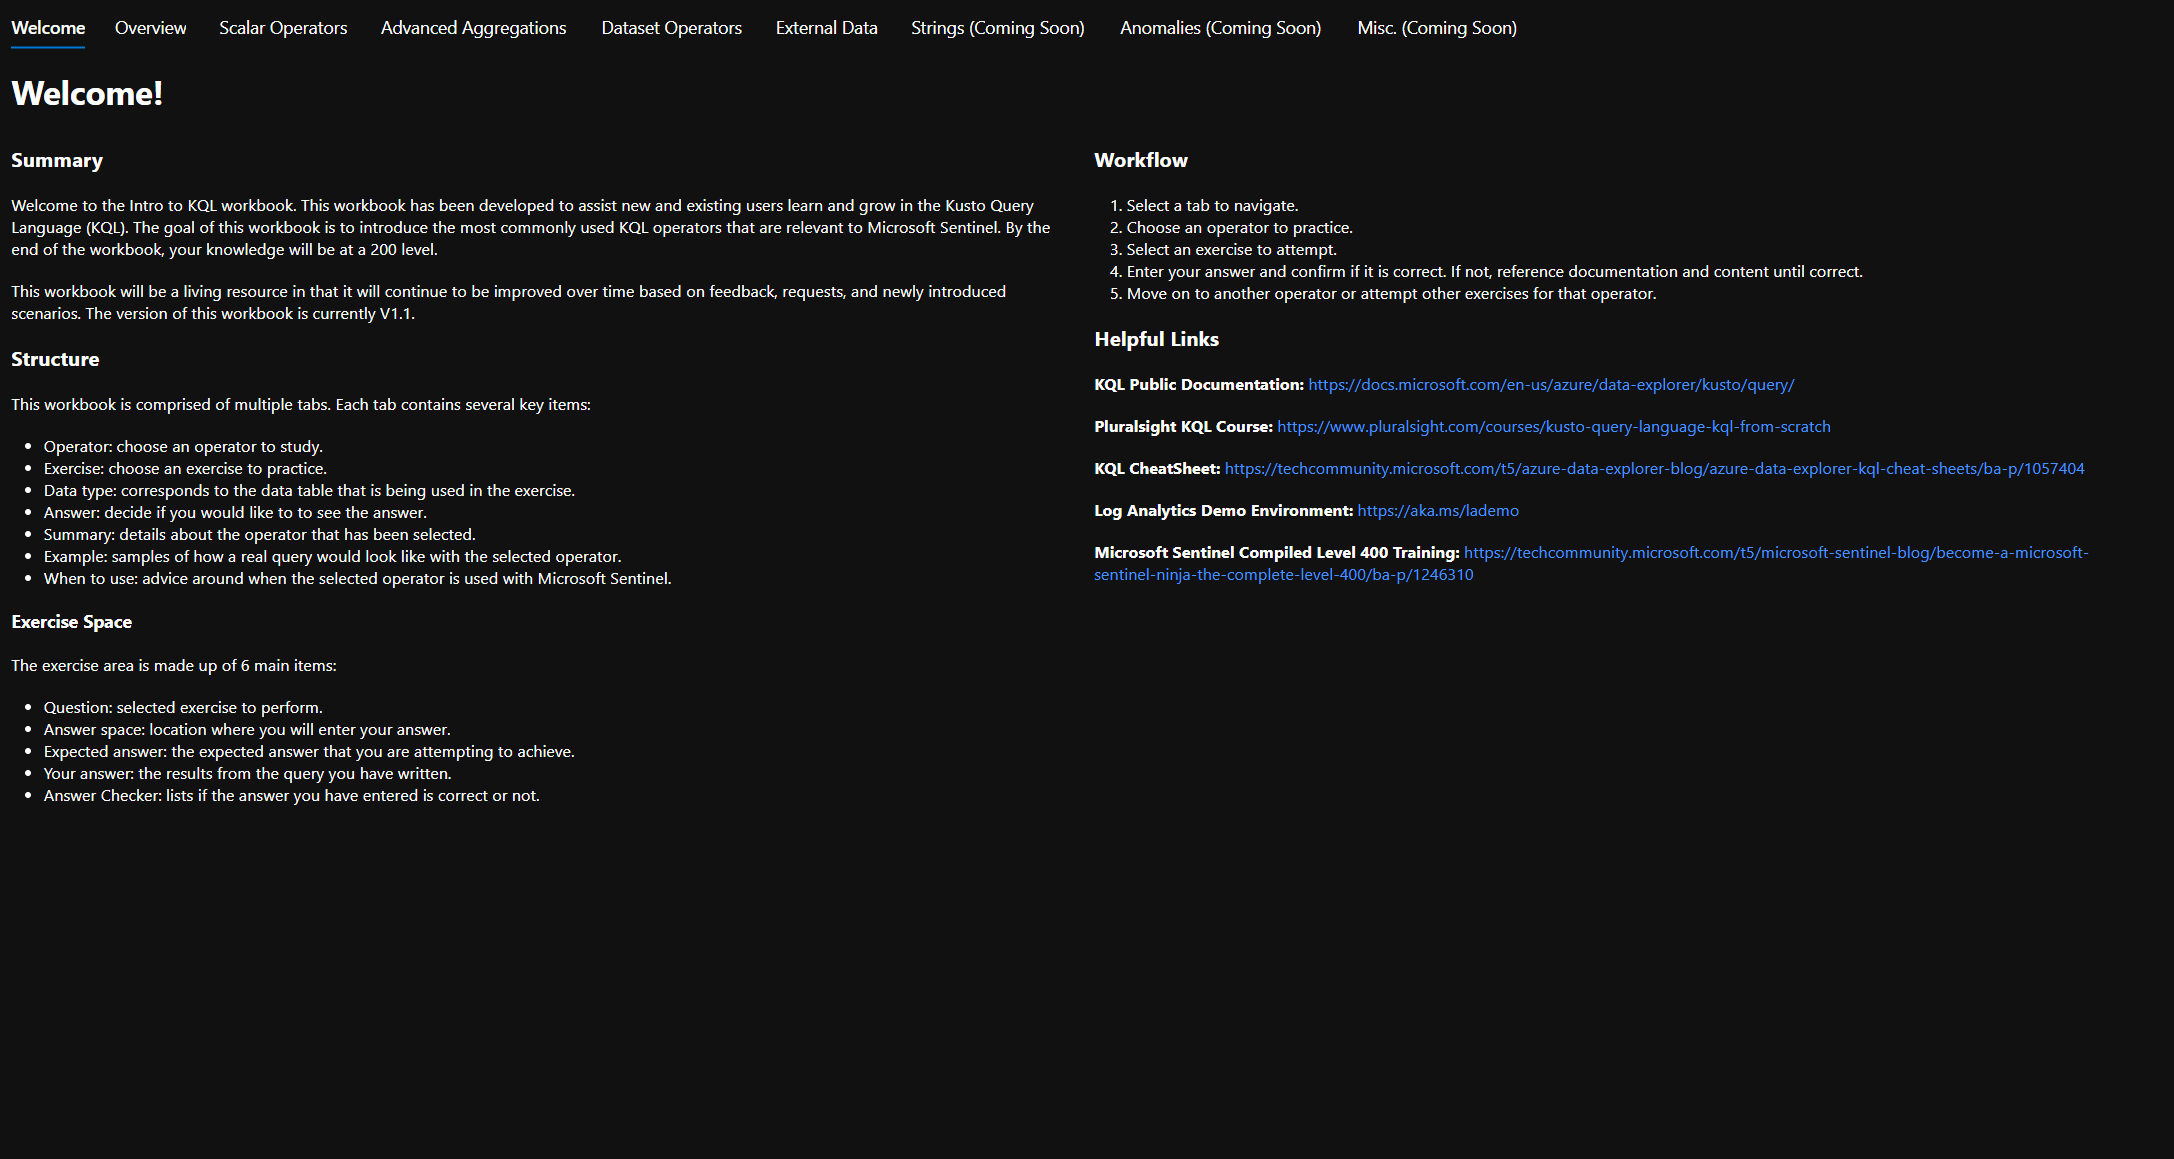 Welcome Overview Scalar Operators Advanced Aggregations Dataset Operators External Data Strings (Coming Soon) Anomalies (Coming Soon) Misc. (Coming Soon)
Welcome!
Summary
Welcome to the Intro to KQL workbook. This workbook has been developed to assist new and existing users learn and grow in the Kusto Query
Language (KQL). The goal of this workbook is to introduce the most commonly used KQL operators that are relevant to Microsoft Sentinel. By the
end of the workbook, your knowledge will be at a 200 level.
This workbook will be a living resource in that it will continue to be improved over time based on feedback, requests, and newly introduced
scenarios. The version of this workbook is currently V1.1.
Structure
This workbook is comprised of multiple tabs. Each tab contains several key items:
• Operator: choose an operator to study.
• Exercise: choose an exercise to practice.
• Data type: corresponds to the data table that is being used in the exercise.
• Answer: decide if you would like to to see the answer.
• Summary: details about the operator that has been selected.
• Example: samples of how a real query would look like with the selected operator.
• When to use: advice around when the selected operator is used with Microsoft Sentinel.
Exercise Space
The exercise area is made up of 6 main items:
• Question: selected exercise to perform.
• Answer space: location where you will enter your answer.
• Expected answer: the expected answer that you are attempting to achieve.
• Your answer: the results from the query you have written.
• Answer Checker: lists if the answer you have entered is correct or not.
Workflow
1. Select a tab to navigate.
2. Choose an operator to practice.
3. Select an exercise to attempt.
4. Enter your answer and confirm if it is correct. If not, reference documentation and content until correct.
5. Move on to another operator or attempt other exercises for that operator.
Helpful Links
KQL Public Documentation: https://docs.microsoft.com/en-us/azure/data-explorer/kusto/query/
Pluralsight KQL Course: https://www.pluralsight.com/courses/kusto-query-language-kql-from-scratch
KQL CheatSheet: https://techcommunity.microsoft.com/t5/azure-data-explorer-blog/azure-data-explorer-kql-cheat-sheets/ba-p/1057404
Log Analytics Demo Environment: https://aka.ms/lademo
Microsoft Sentinel Compiled Level 400 Training: https://techcommunity.microsoft.com/t5/microsoft-sentinel-blog/become-a-microsoft-
sentinel-ninja-the-complete-level-400/ba-p/1246310